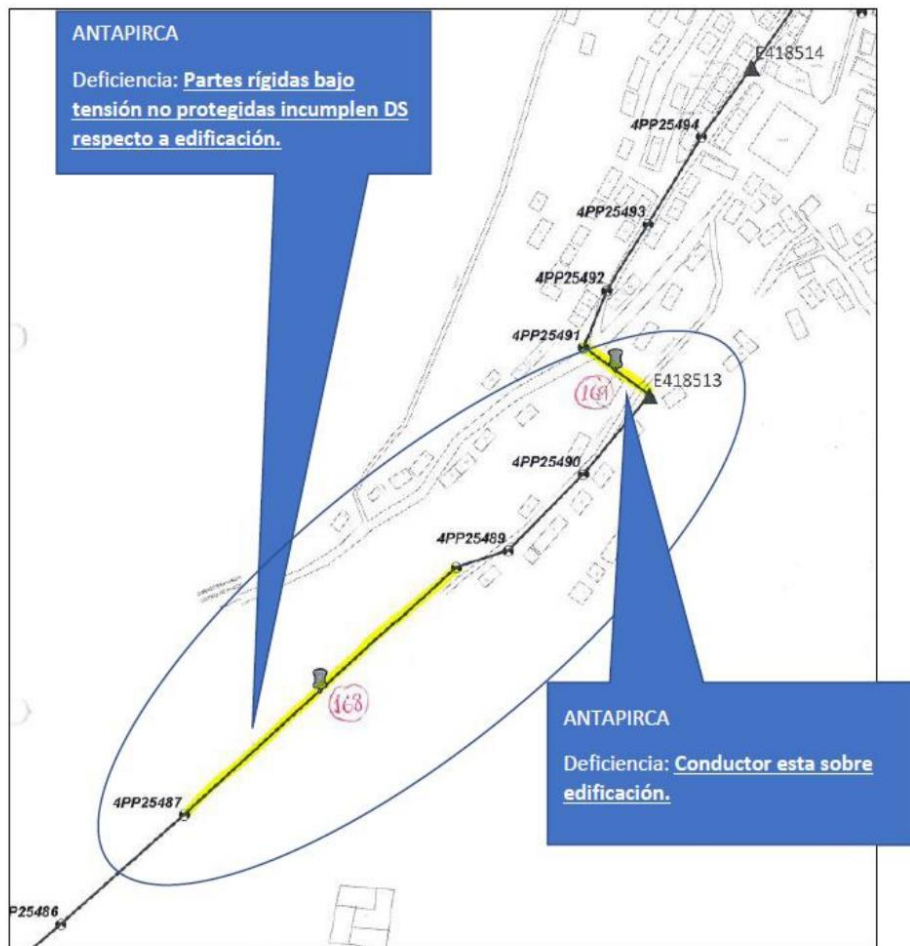 ANTAPIRCA
Deficiencia: Partes rígidas bajo
tensión no protegidas incumplen DS
respecto a edificación.
E418514
4PP25494
4PP25493
4PP25492
4PP25491
E418513
169
4PP25490
4PP25489
168
ANTAPIRCA
Deficiencia: Conductor esta sobre
edificación.
4PP25487
P25486